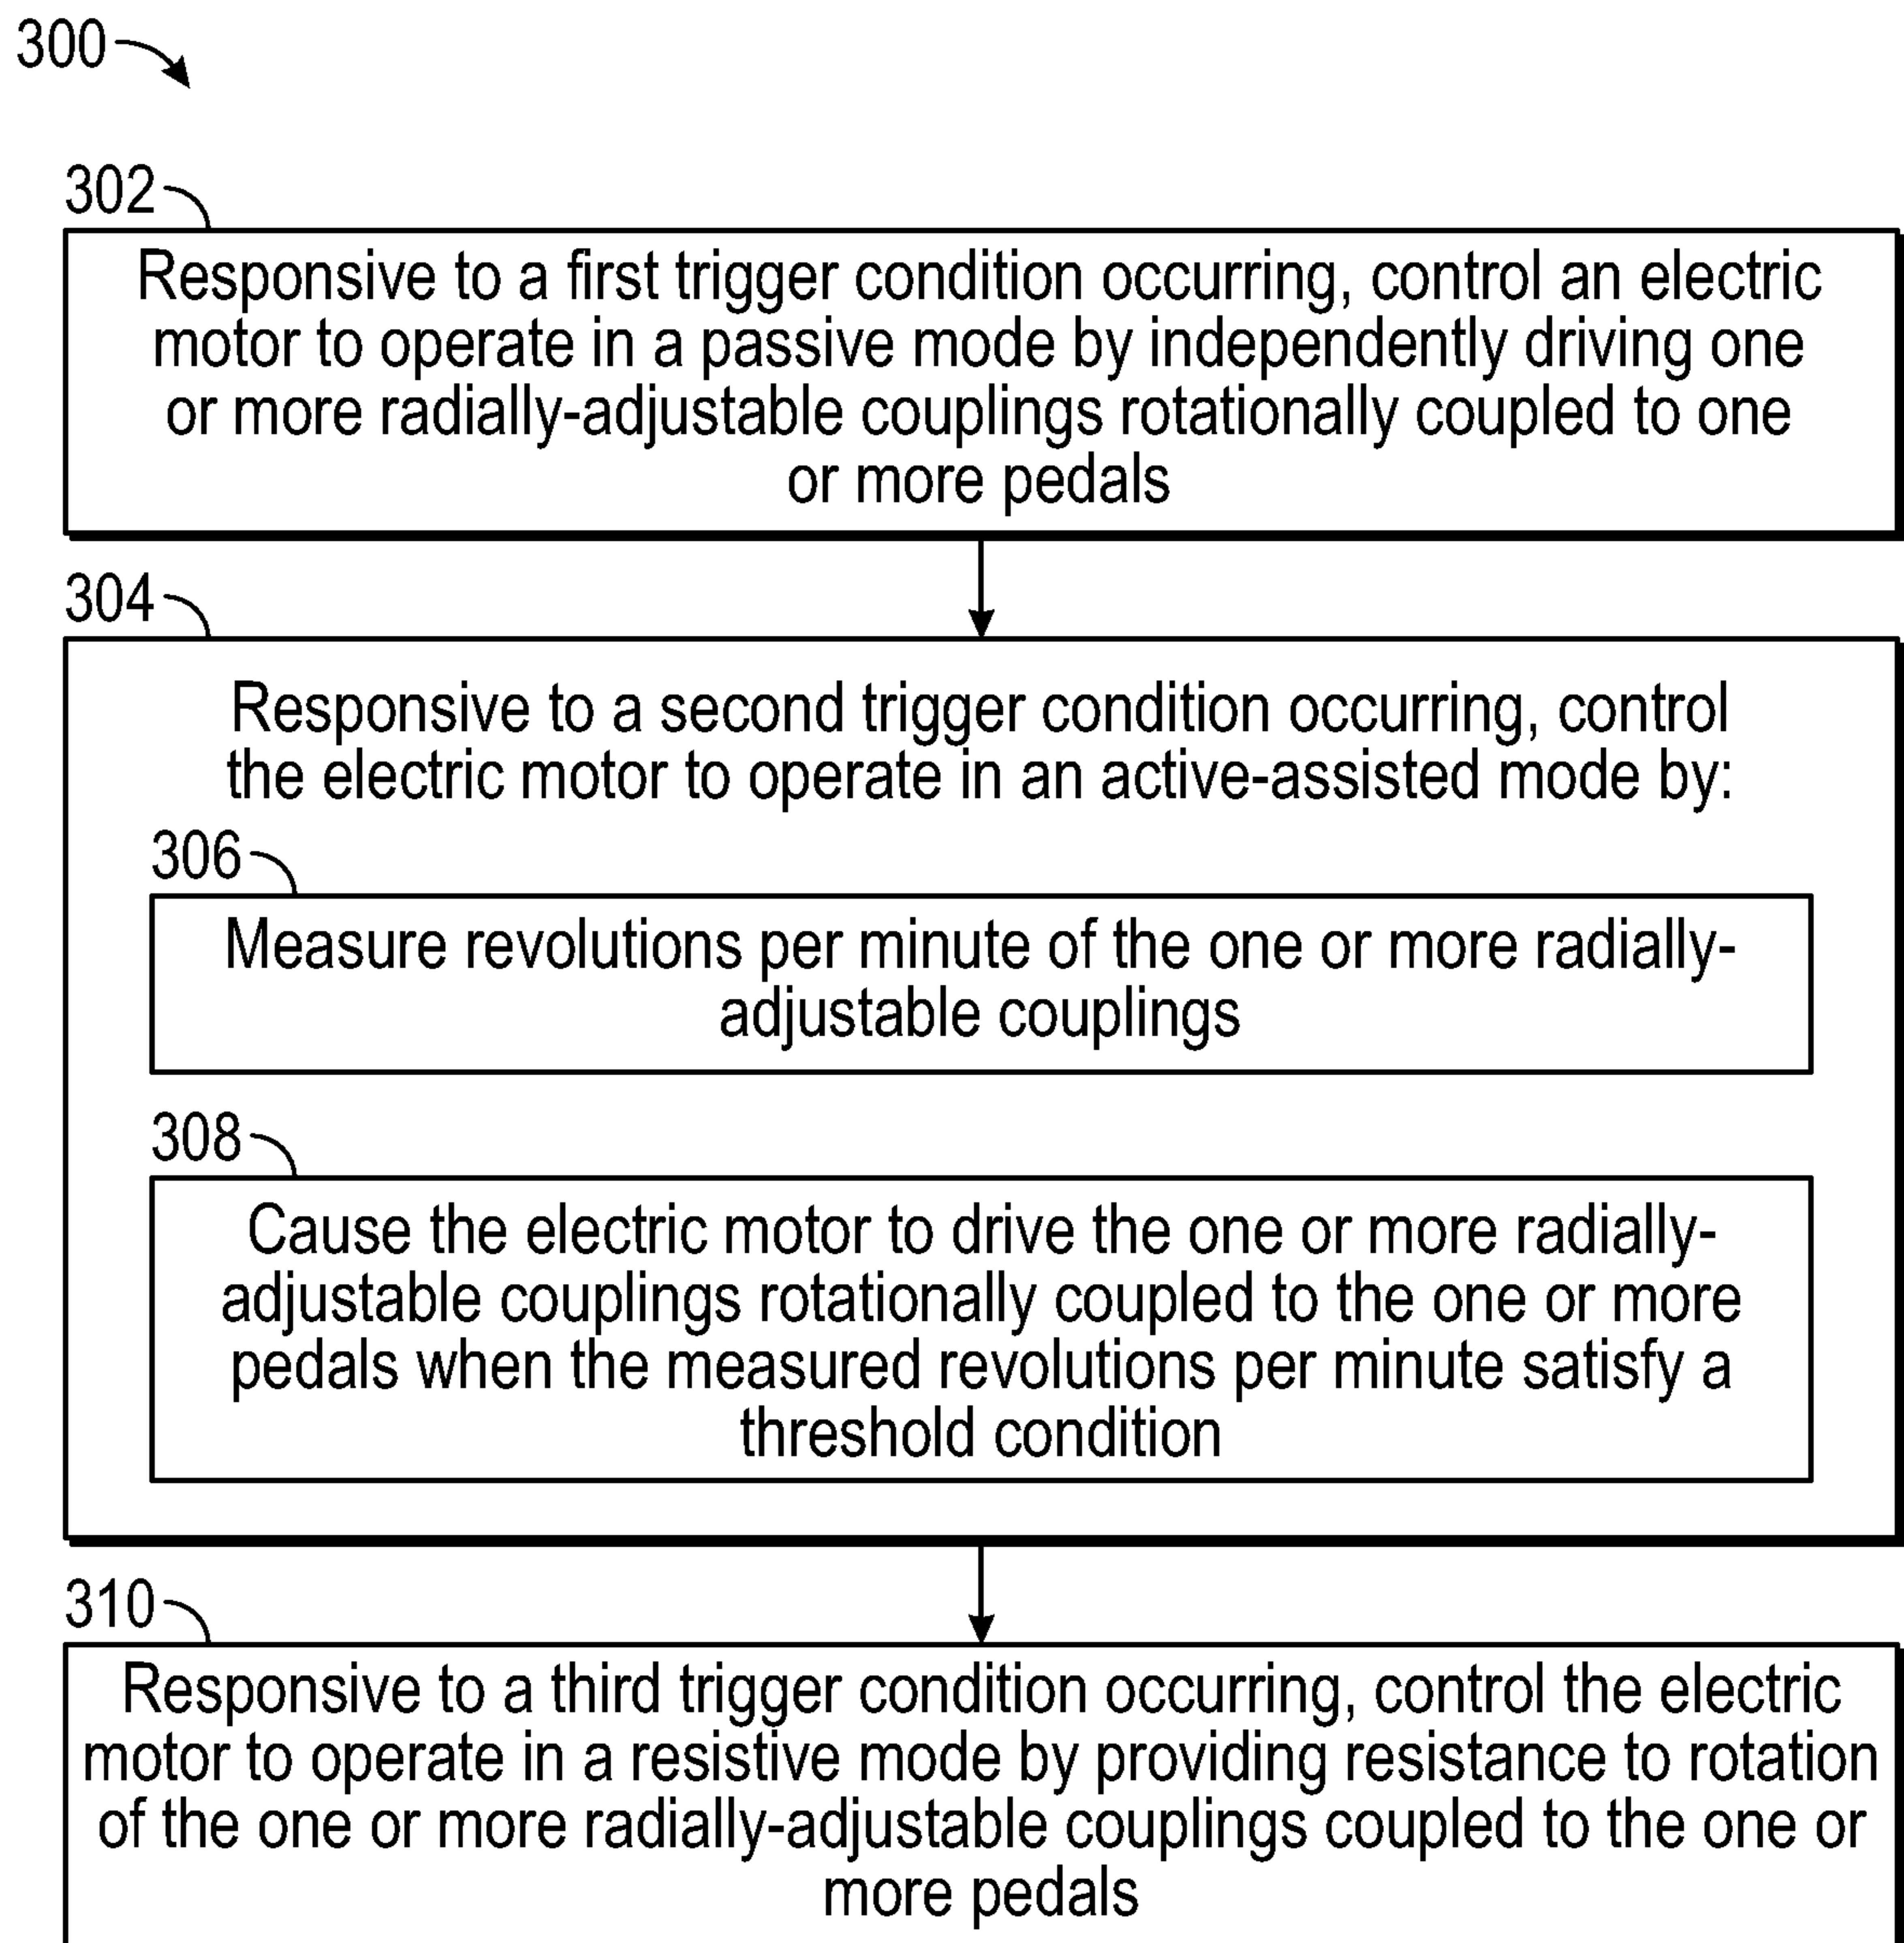 300
302
Responsive to a first trigger condition occurring, control an electric
motor to operate in a passive mode by independently driving one
or more radially-adjustable couplings rotationally coupled to one
or more pedals
304
Responsive to a second trigger condition occurring, control
the electric motor to operate in an active-assisted mode by:
306
Measure revolutions per minute of the one or more radially-
adjustable couplings
308
Cause the electric motor to drive the one or more radially-
adjustable couplings rotationally coupled to the one or more
pedals when the measured revolutions per minute satisfy a
threshold condition
310
Responsive to a third trigger condition occurring, control the electric
motor to operate in a resistive mode by providing resistance to rotation
of the one or more radially-adjustable couplings coupled to the one or
more pedals